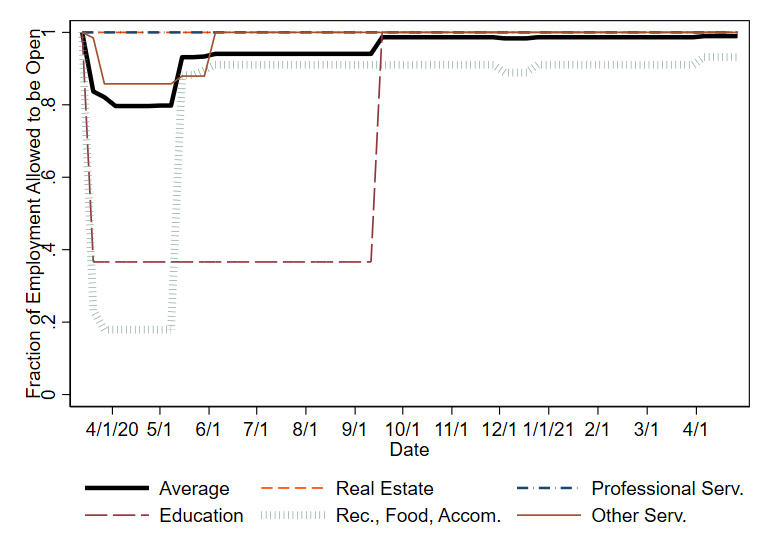 Fraction of Employment Allowed to be Open
1
.8
.6
.4
.2
0
4/1/20 5/1 6/1 7/1 8/1 9/1 10/1 11/1 12/1 1/1/21 2/1 3/1 4/1
Date
Average Real Estate Professional Serv.
Education Rec., Food, Accom. Other Serv.